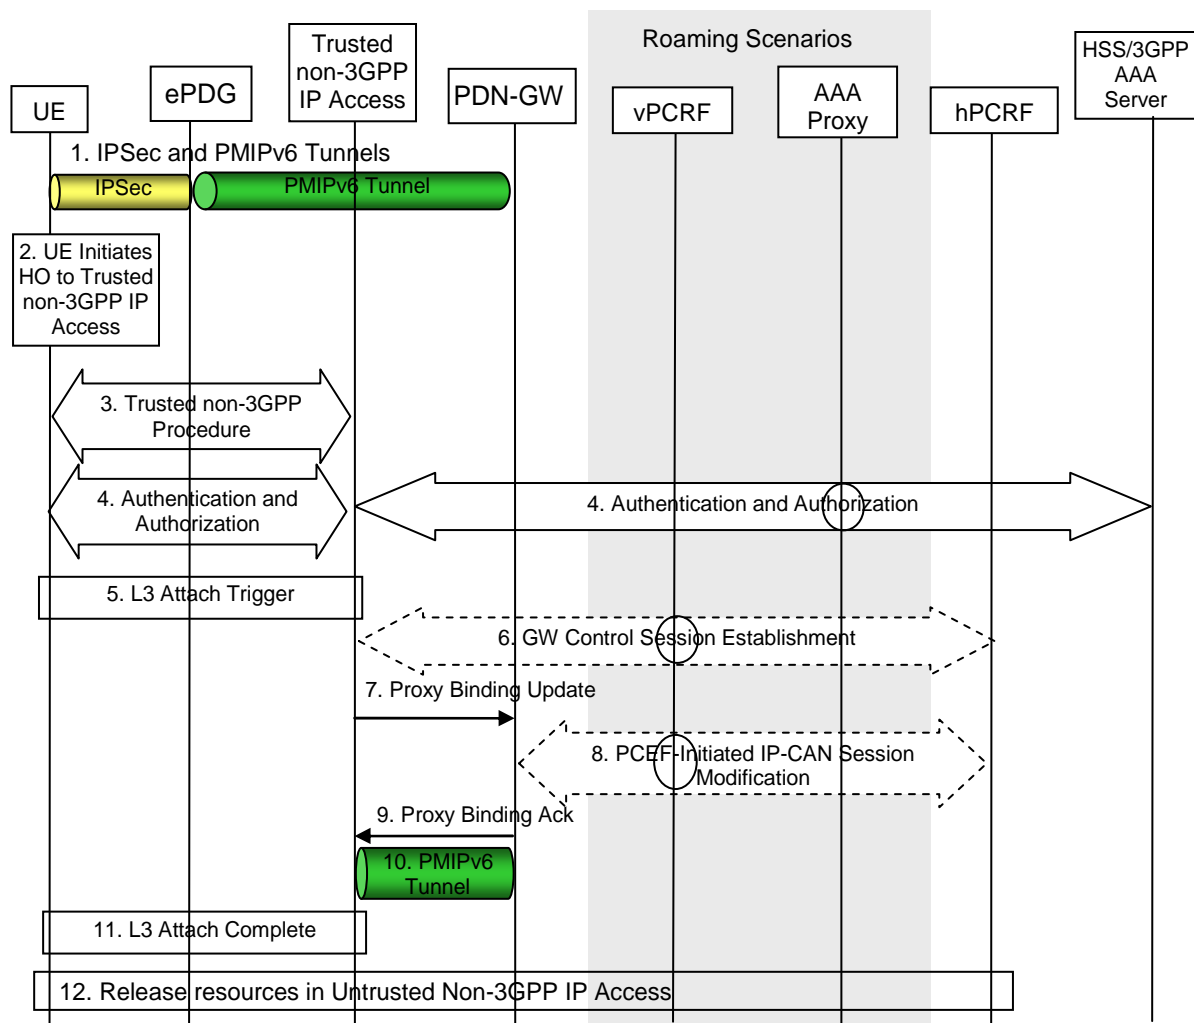 Roaming Scenarios
UE
ePDG
Trusted
non-3GPP
IP Access
PDN-GW
vPCRF
AAA
Proxy
hPCRF
HSS/3GPP
AAA
Server
1. IPSec and PMIPv6 Tunnels
IPSec
PMIPv6 Tunnel
2. UE Initiates
HO to Trusted
non-3GPP IP
Access
3. Trusted non-3GPP
Procedure
4. Authentication and
Authorization
4. Authentication and Authorization
5. L3 Attach Trigger
6. GW Control Session Establishment
7. Proxy Binding Update
8. PCEF-Initiated IP-CAN Session
Modification
9. Proxy Binding Ack
10. PMIPv6
Tunnel
11. L3 Attach Complete
12. Release resources in Untrusted Non-3GPP IP Access